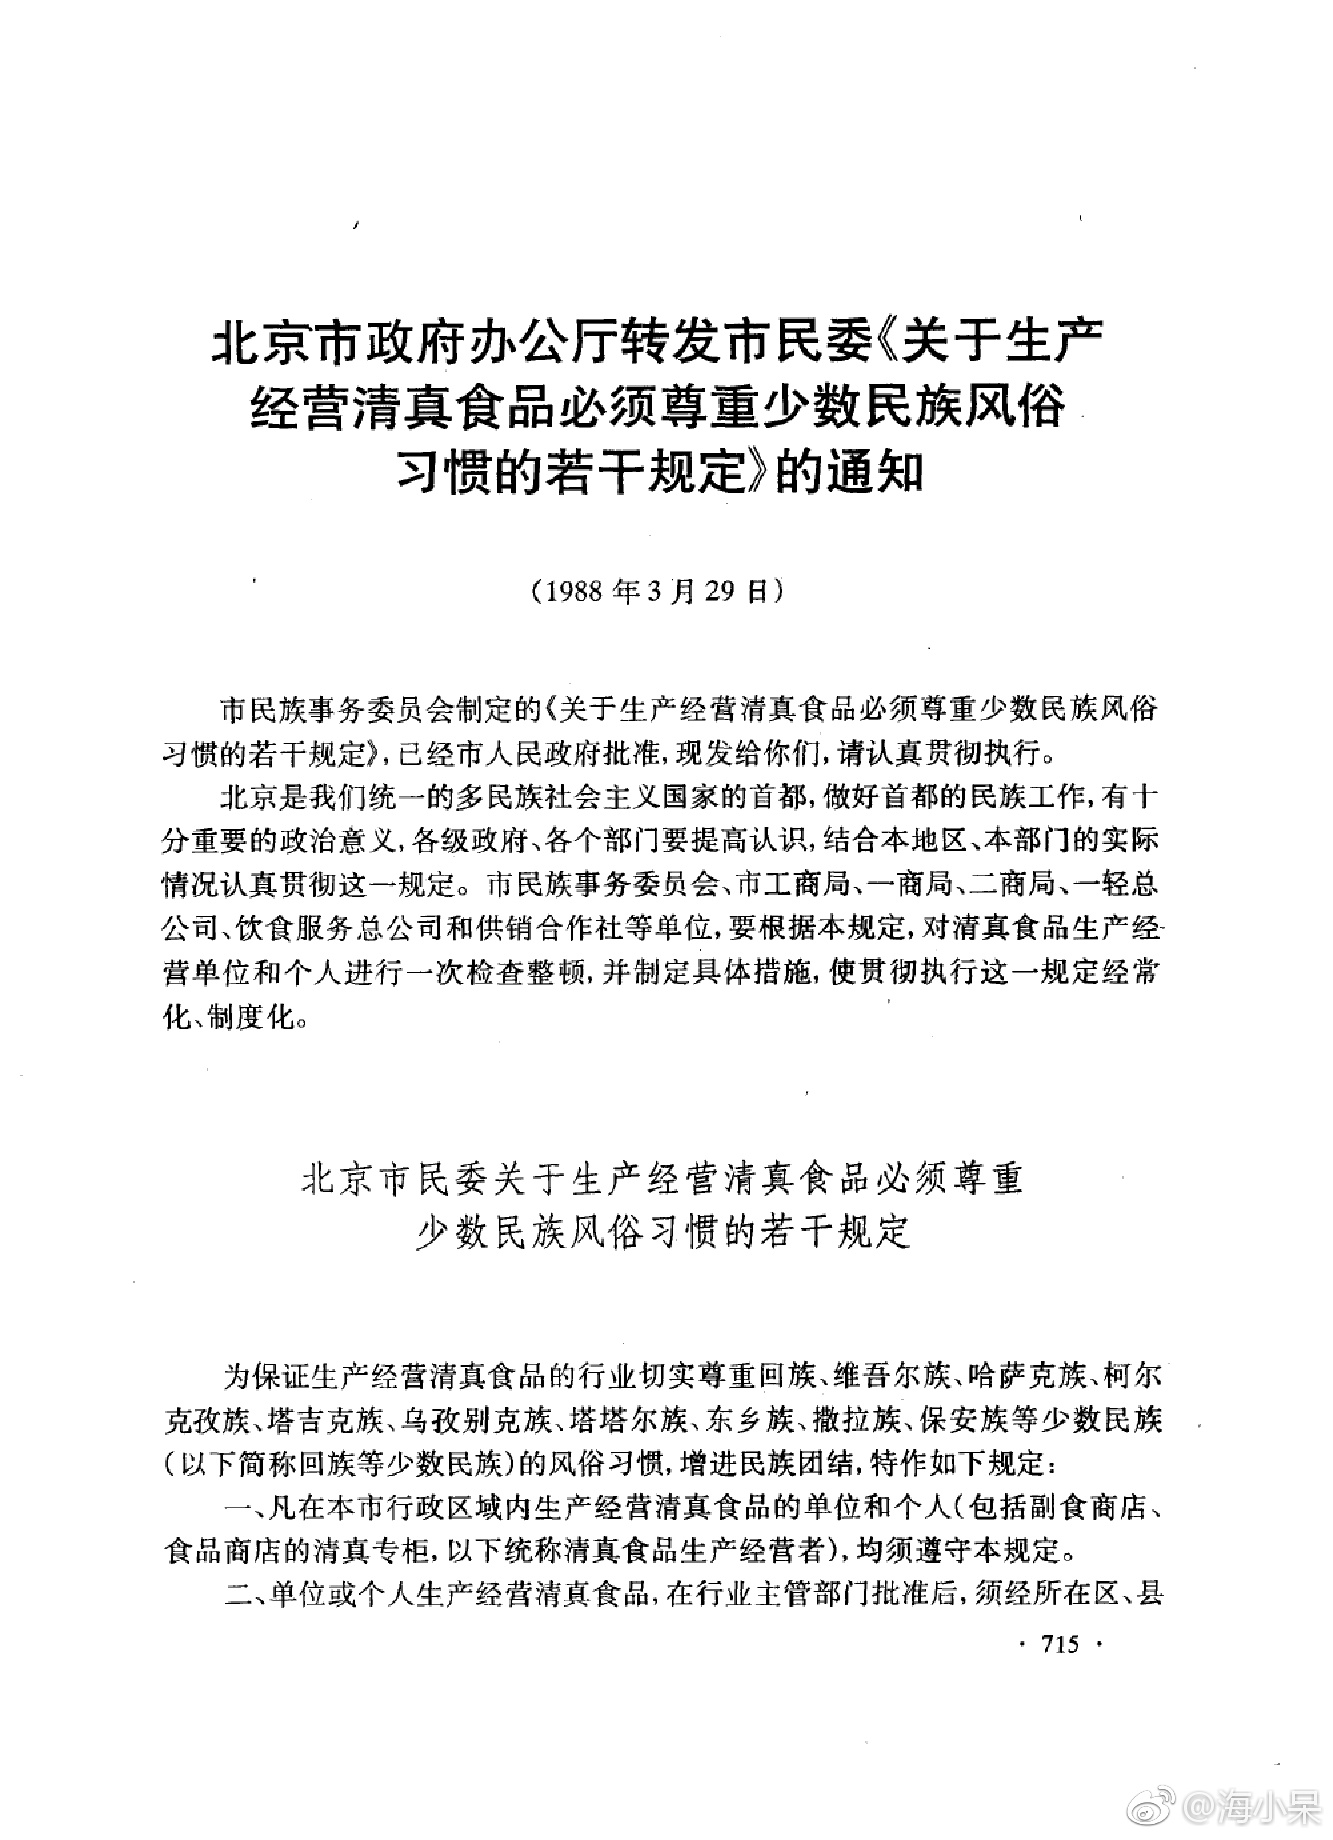 北京市政府办公厅转发市民委《关于生产
经营清真食品必须尊重少数民族风俗
习惯的若干规定》的通知
(1988年3月29日)
市民族事务委员会制定的《关于生产经营清真食品必须尊重少数民族风俗
习惯的若干规定》,已经市人民政府批准,现发给你们,请认真贯彻执行。
北京是我们统一的多民族社会主义国家的首都,做好首都的民族工作,有十
分重要的政治意义,各级政府、各个部门要提高认识,结合本地区、本部门的实际
情况认真贯彻这一规定。市民族事务委员会、市工商局、一商局、二商局、一轻总
公司、饮食服务总公司和供销合作社等单位,要根据本规定,对清真食品生产经
营单位和个人进行一次检查整顿,并制定具体措施,使贯彻执行这一规定经常
化、制度化。
北京市民委关于生产经营清真食品必须尊重
少数民族风俗习惯的若干规定
为保证生产经营清真食品的行业切实尊重回族、维吾尔族、哈萨克族、柯尔
克孜族、塔吉克族、乌孜别克族、塔塔尔族、东乡族、撒拉族、保安族等少数民族
(以下简称回族等少数民族)的风俗习惯,增进民族团结,特作如下规定:
一、凡在本市行政区域内生产经营清真食品的单位和个人(包括副食商店、
食品商店的清真专柜,以下统称清真食品生产经营者),均须遵守本规定。
二、单位或个人生产经营清真食品,在行业主管部门批准后,须经所在区、县
· 715 ·
@海小呆